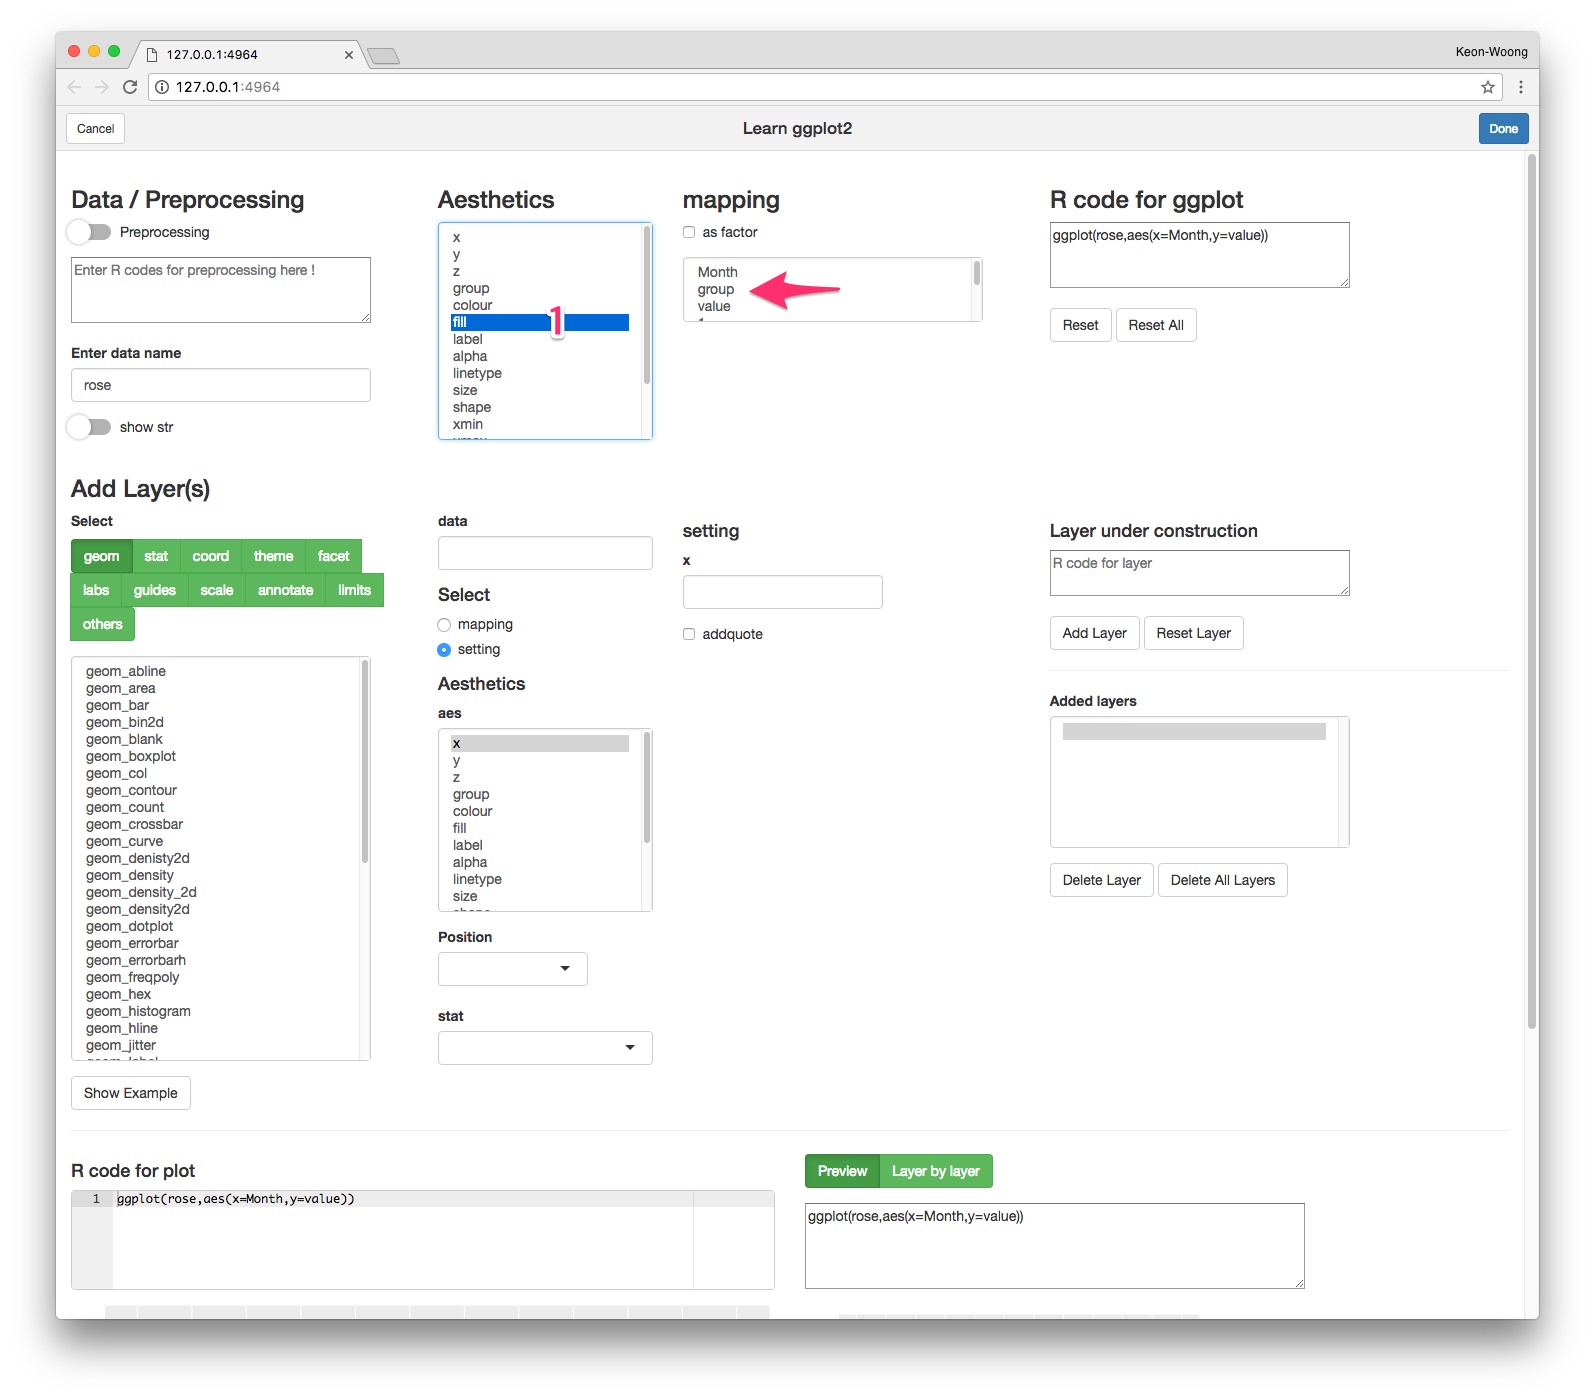 127.0.0.1:4964
Keon-Woong
127.0.0.1:4964
Cancel
Learn ggplot2
Done
Data / Preprocessing
Preprocessing
Enter R codes for preprocessing here !
Enter data name
rose
show str
Aesthetics
x
y
z
group
colour
fill
1
label
alpha
linetype
size
shape
xmin
mapping
as factor
Month
group
value
R code for ggplot
ggplot(rose,aes(x=Month,y=value))
Reset
Reset All
Add Layer(s)
Select
geom
stat
coord
theme
facet
labs
guides
scale
annotate
limits
others
geom_abline
geom_area
geom_bar
geom_bin2d
geom_blank
geom_boxplot
geom_col
geom_contour
geom_count
geom_crossbar
geom_curve
geom_denisty2d
geom_density
geom_density_2d
geom_density2d
geom_dotplot
geom_errorbar
geom_errorbarh
geom_freqpoly
geom_hex
geom_histogram
geom_hline
geom_jitter
Show Example
data
Select
mapping
setting
Aesthetics
aes
x
y
z
group
colour
fill
label
alpha
linetype
size
Position
stat
setting
x
addquote
Layer under construction
R code for layer
Add Layer
Reset Layer
Added layers
Delete Layer
Delete All Layers
R code for plot
1 ggplot(rose,aes(x=Month,y=value))
Preview
Layer by layer
ggplot(rose,aes(x=Month,y=value))